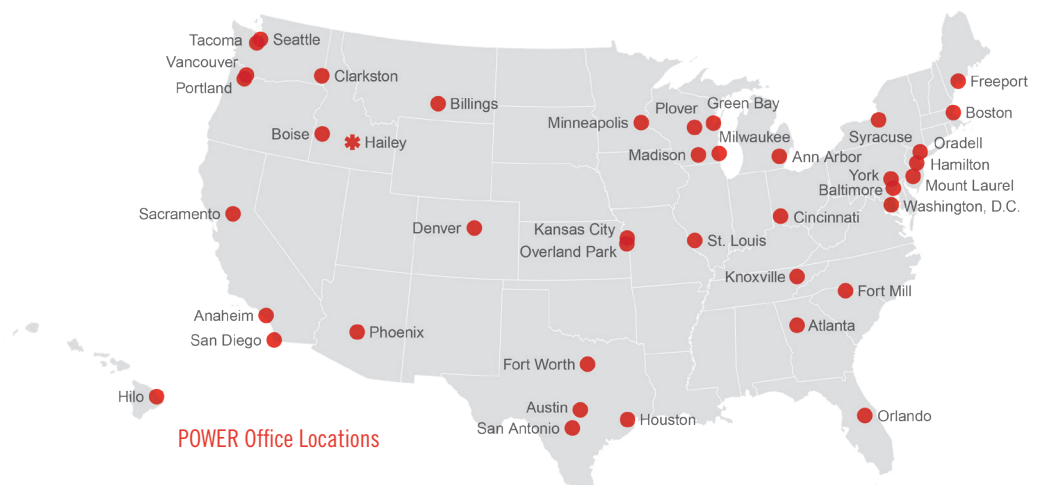 Tacoma
Seattle
Vancouver
Portland
Clarkston
Billings
Boise
Hailey
Minneapolis
Plover
Green Bay
Milwaukee
Madison
Ann Arbor
Freeport
Boston
Syracuse
Oradell
Hamilton
York
Mount Laurel
Baltimore
Washington, D.C.
Sacramento
Denver
Kansas City
Overland Park
St. Louis
Cincinnati
Knoxville
Fort Mill
Atlanta
Anaheim
San Diego
Phoenix
Fort Worth
Austin
San Antonio
Houston
Orlando
Hilo
POWER Office Locations